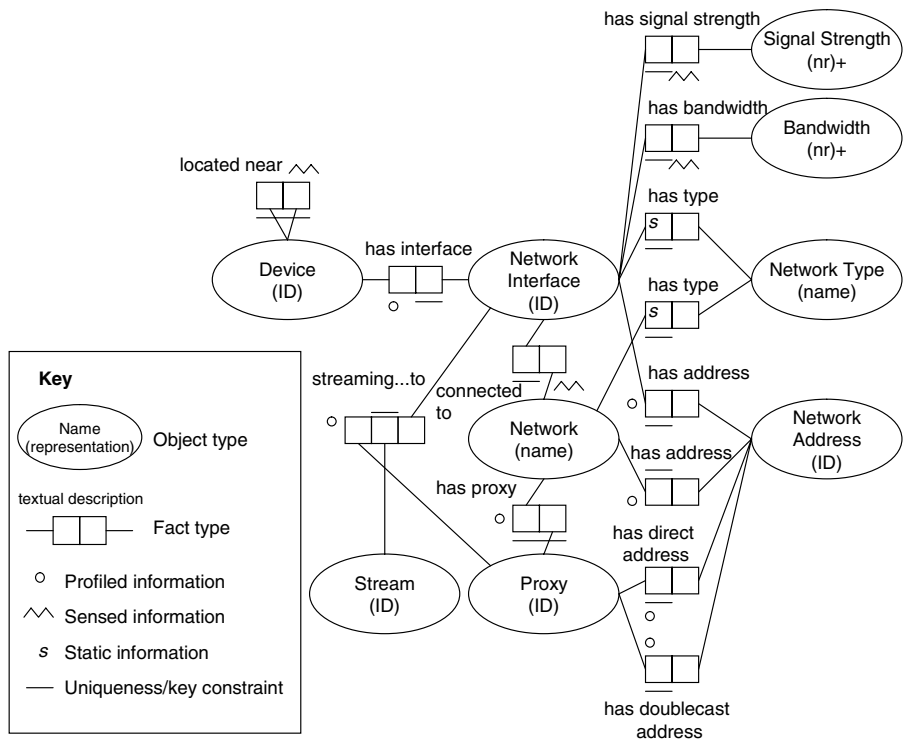 has signal strength
Signal Strength
(nr)+
has bandwidth
Bandwidth
(nr)+
located near
has type
s
Device
(ID)
has interface
Network
Interface
(ID)
Network Type
(name)
has type
s
Key
Name
(representation)
Object type
textual description
Fact type
Profiled information
Sensed information
s
Static information
Uniqueness/key constraint
streaming...to
connected
to
has address
Network
(name)
has address
Network
Address
(ID)
has proxy
has direct
address
Stream
(ID)
Proxy
(ID)
has doublecast
address